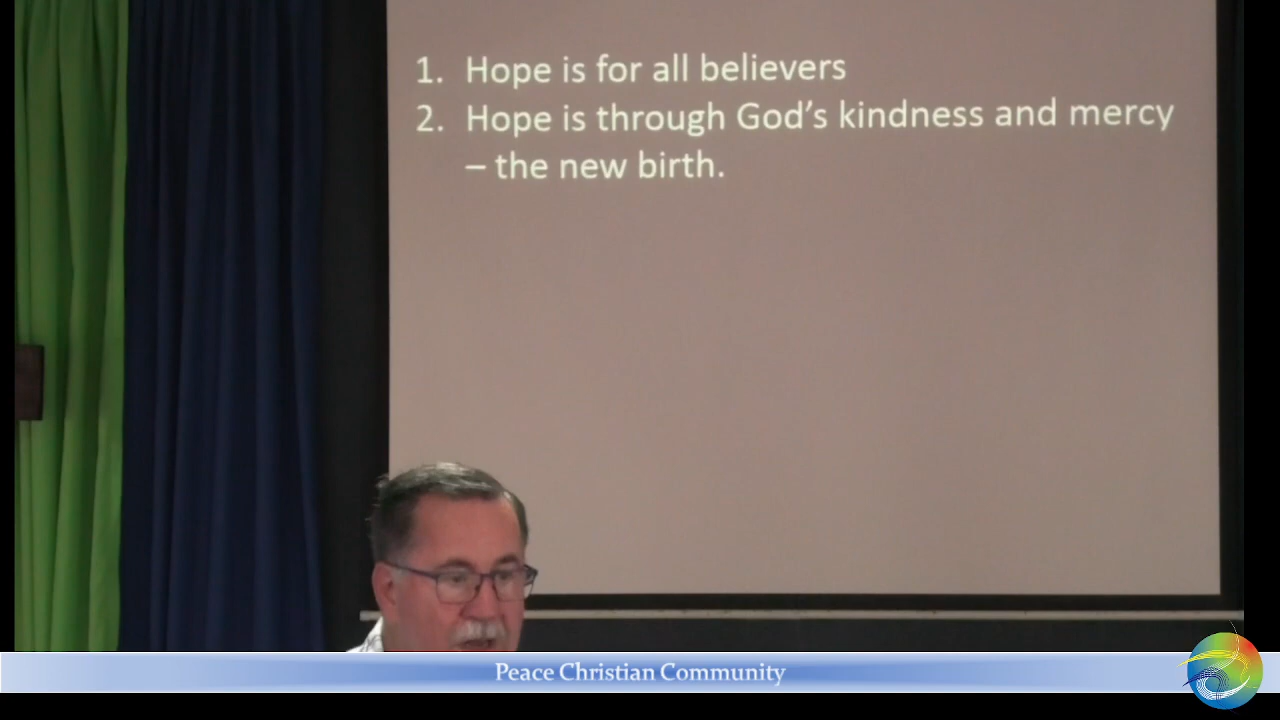 1. Hope is for all believers
2. Hope is through God's kindness and mercy
– the new birth.
Peace Christian Community